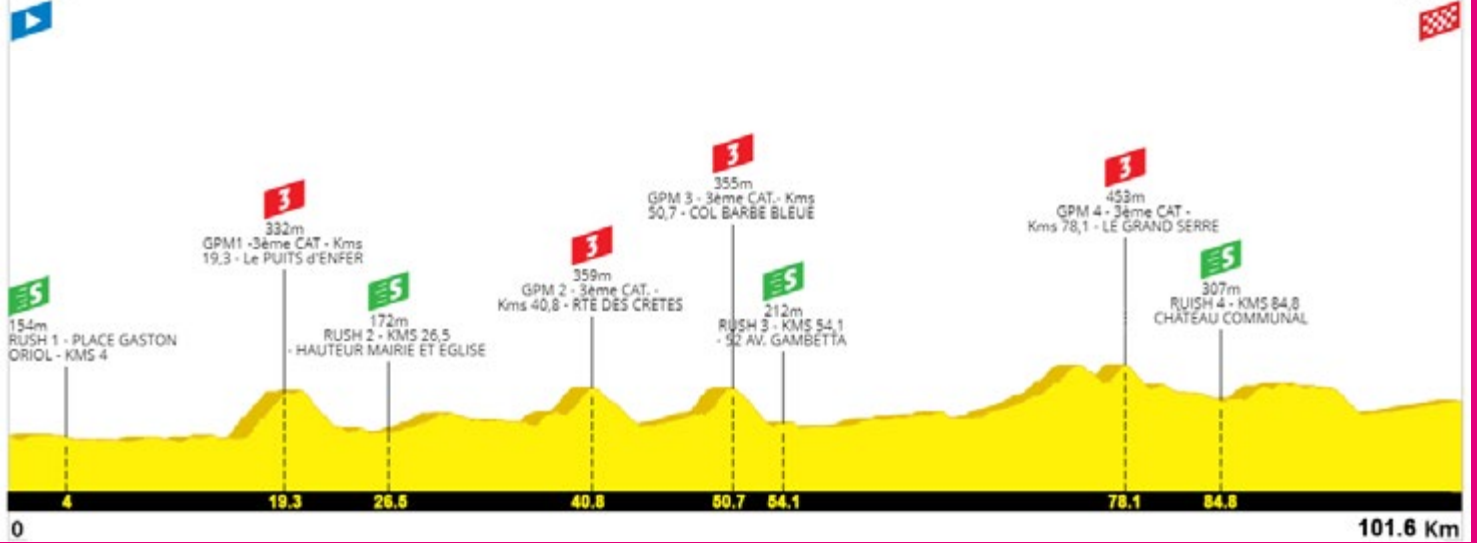 S
154m
RUSH 1 - PLACE GASTON
ORIOL - KMS 4
3
332m
GPM1 -3ème CAT - Kms
19,3 - Le PUITS d'ENFER
S
172m
RUSH 2 - KMS 26,5
- HAUTEUR MAIRIE ET EGLISE
3
359m
GPM 2 - 3ème CAT. -
Kms 40,8 - RTE DES CRETES
3
355m
GPM 3 - 3ème CAT.- Kms
50,7 - COL BARBE BLEUE
S
212m
RUSH 3 - KMS 54,1
- 52 AV. GAMBETTA
3
453m
GPM 4 - 3ème CAT -
Kms 78,1 - LE GRAND SERRE
S
307m
RUISH 4 - KMS 84,8
CHATEAU COMMUNAL
4
19.3
26.5
40.8
50.7
54.1
78.1
84.8
0
101.6 Km